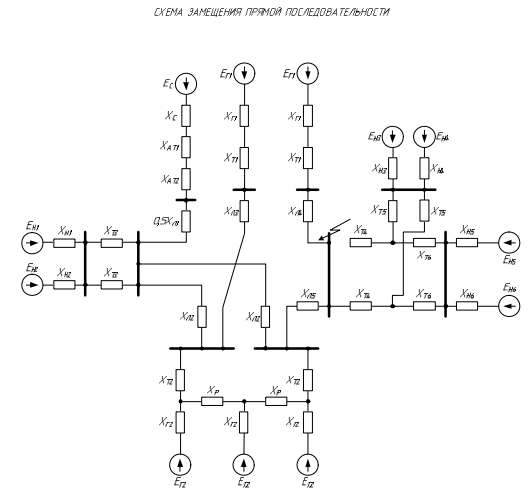 СХЕМА ЗАМЕЩЕНИЯ ПРЯМОЙ ПОСЛЕДОВАТЕЛЬНОСТИ
EС EГ1 EГ1
XС XГ1 XГ1
XАТ1 XТ1 XТ1
EН3 EН4
XАТ2 XН3 XН4
0,5XЛ1 XЛ3 XЛ4 XТ5 XТ5
EН1 XН1 XТ3 XТ4 XТ6 XН5 EН5
EН2 XН2 XТ3 XЛ5 XТ4 XТ6 XН6 EН6
XЛ2 XЛ2
XТ2 XТ2
XР XР
XГ2 XГ2 XГ2
EГ2 EГ2 EГ2